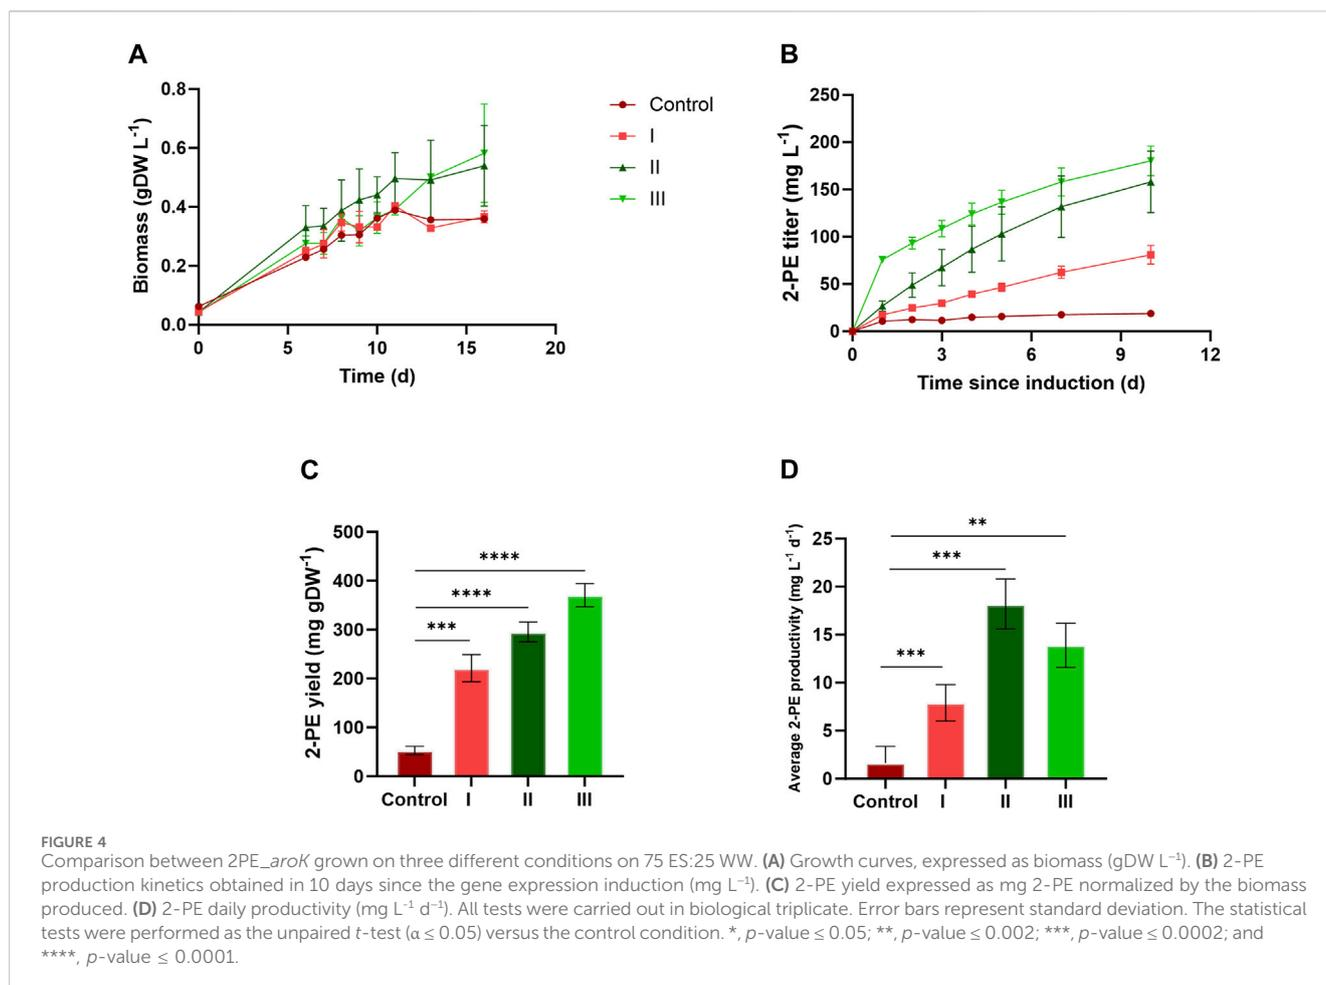 A
0.8
0.6
0.4
0.2
0.0
Biomass (gDW L⁻¹)
0 5 10 15 20
Time (d)
Control
I
II
III
B
250
200
150
100
50
0
2-PE titer (mg L⁻¹)
0 3 6 9 12
Time since induction (d)
C
500
400
300
200
100
0
2-PE yield (mg gDW⁻¹)
****
****
***
Control I II III
D
25
20
15
10
5
0
Average 2-PE productivity (mg L⁻¹ d⁻¹)
**
***
***
Control I II III
FIGURE 4
Comparison between 2PE_aroK grown on three different conditions on 75 ES:25 WW. (A) Growth curves, expressed as biomass (gDW L⁻¹). (B) 2-PE
production kinetics obtained in 10 days since the gene expression induction (mg L⁻¹). (C) 2-PE yield expressed as mg 2-PE normalized by the biomass
produced. (D) 2-PE daily productivity (mg L⁻¹ d⁻¹). All tests were carried out in biological triplicate. Error bars represent standard deviation. The statistical
tests were performed as the unpaired t-test (α ≤ 0.05) versus the control condition. *, p-value ≤ 0.05; **, p-value ≤ 0.002; ***, p-value ≤ 0.0002; and
****, p-value ≤ 0.0001.